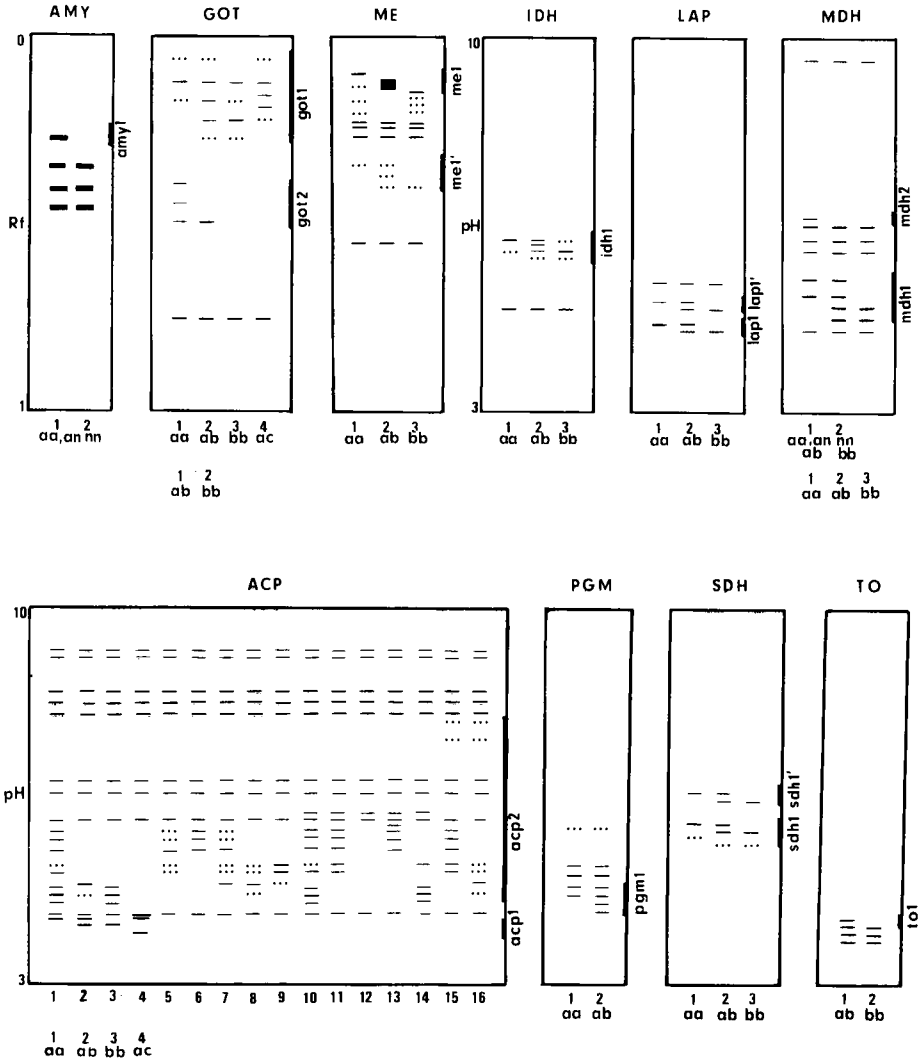 AMY GOT ME IDH LAP MDH
0 10
Rf pH
1 3
amy1
got1
got2
me1
me1'
idh1
lap1 lap1'
mdh2
mdh1
1 2
aa,an nn
1 2 3 4
aa ab bb ac
1 2
ab bb
1 2 3
aa ab bb
1 2 3
aa ab bb
1 2 3
aa ab bb
1 2
aa,an nn
ab bb
1 2 3
aa ab bb
ACP PGM SDH TO
10
pH
3
acp2
acp1
pgm1
sdh1 sdh1'
to1
1 2 3 4 5 6 7 8 9 10 11 12 13 14 15 16
1 2 3 4
aa ab bb ac
1 2
aa ab
1 2 3
aa ab bb
1 2
ab bb